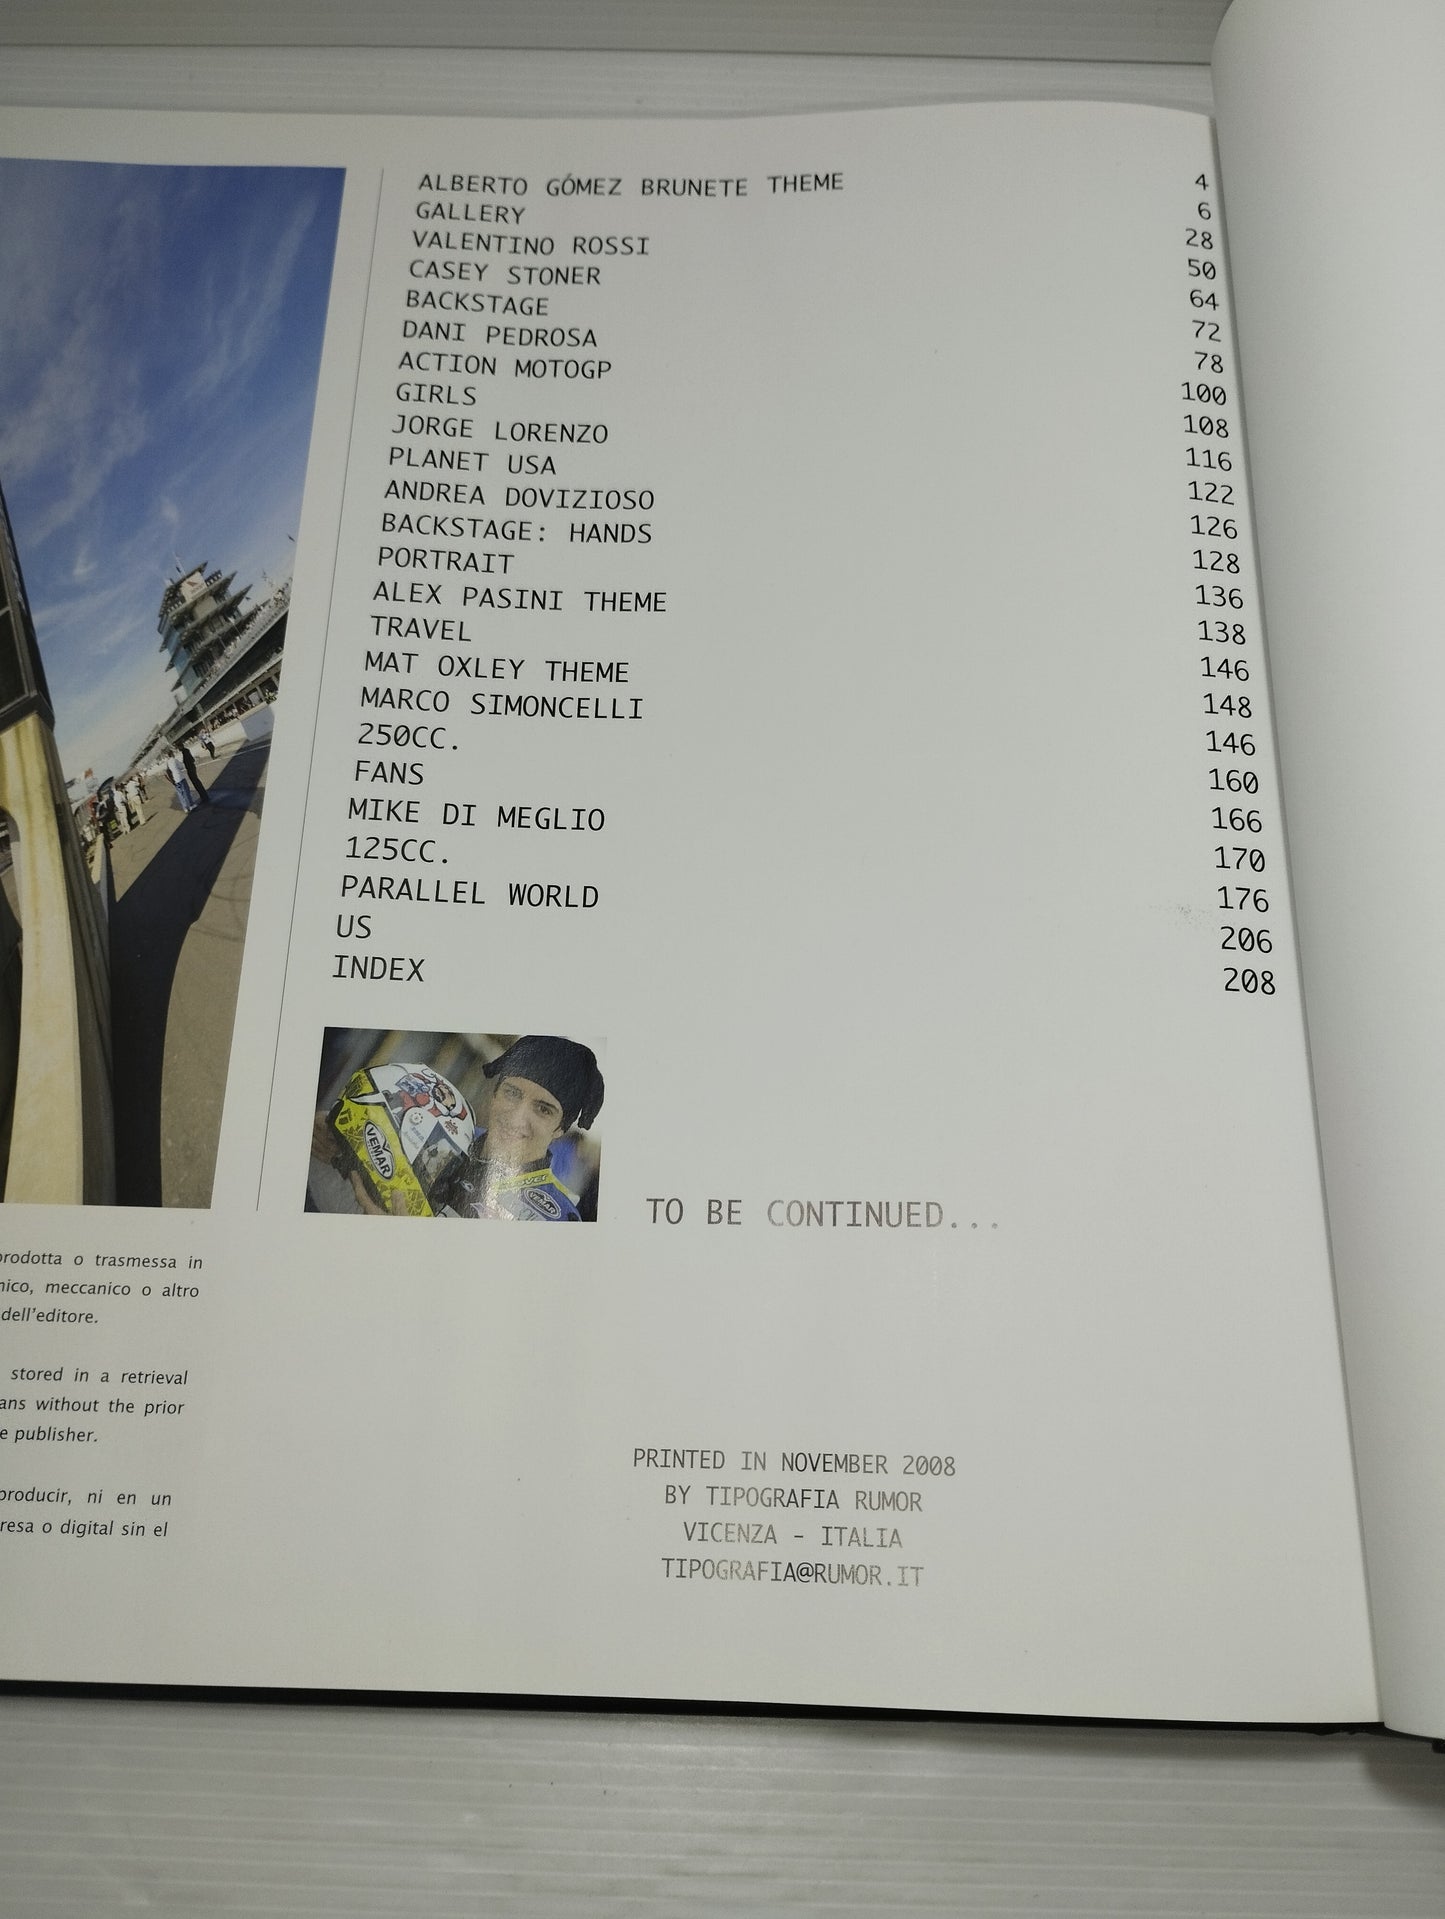 ALBERTO GÓMEZ BRUNETE THEME 4
GALLERY 6
VALENTINO ROSSI 28
CASEY STONER 50
BACKSTAGE 64
DANI PEDROSA 72
ACTION MOTOGP 78
GIRLS 100
JORGE LORENZO 108
PLANET USA 116
ANDREA DOVIZIOSO 122
BACKSTAGE: HANDS 126
PORTRAIT 128
ALEX PASINI THEME 136
TRAVEL 138
MAT OXLEY THEME 146
MARCO SIMONCELLI 148
250CC. 146
FANS 160
MIKE DI MEGLIO 166
125CC. 170
PARALLEL WORLD 176
US 206
INDEX 208
VEMAR
VEMAR
TO BE CONTINUED...
rodotta o trasmessa in
nico, meccanico o altro
dell'editore.
stored in a retrieval
ans without the prior
e publisher.
producir, ni en un
resa o digital sin el
PRINTED IN NOVEMBER 2008
BY TIPOGRAFIA RUMOR
VICENZA - ITALIA
TIPOGRAFIA@RUMOR.IT